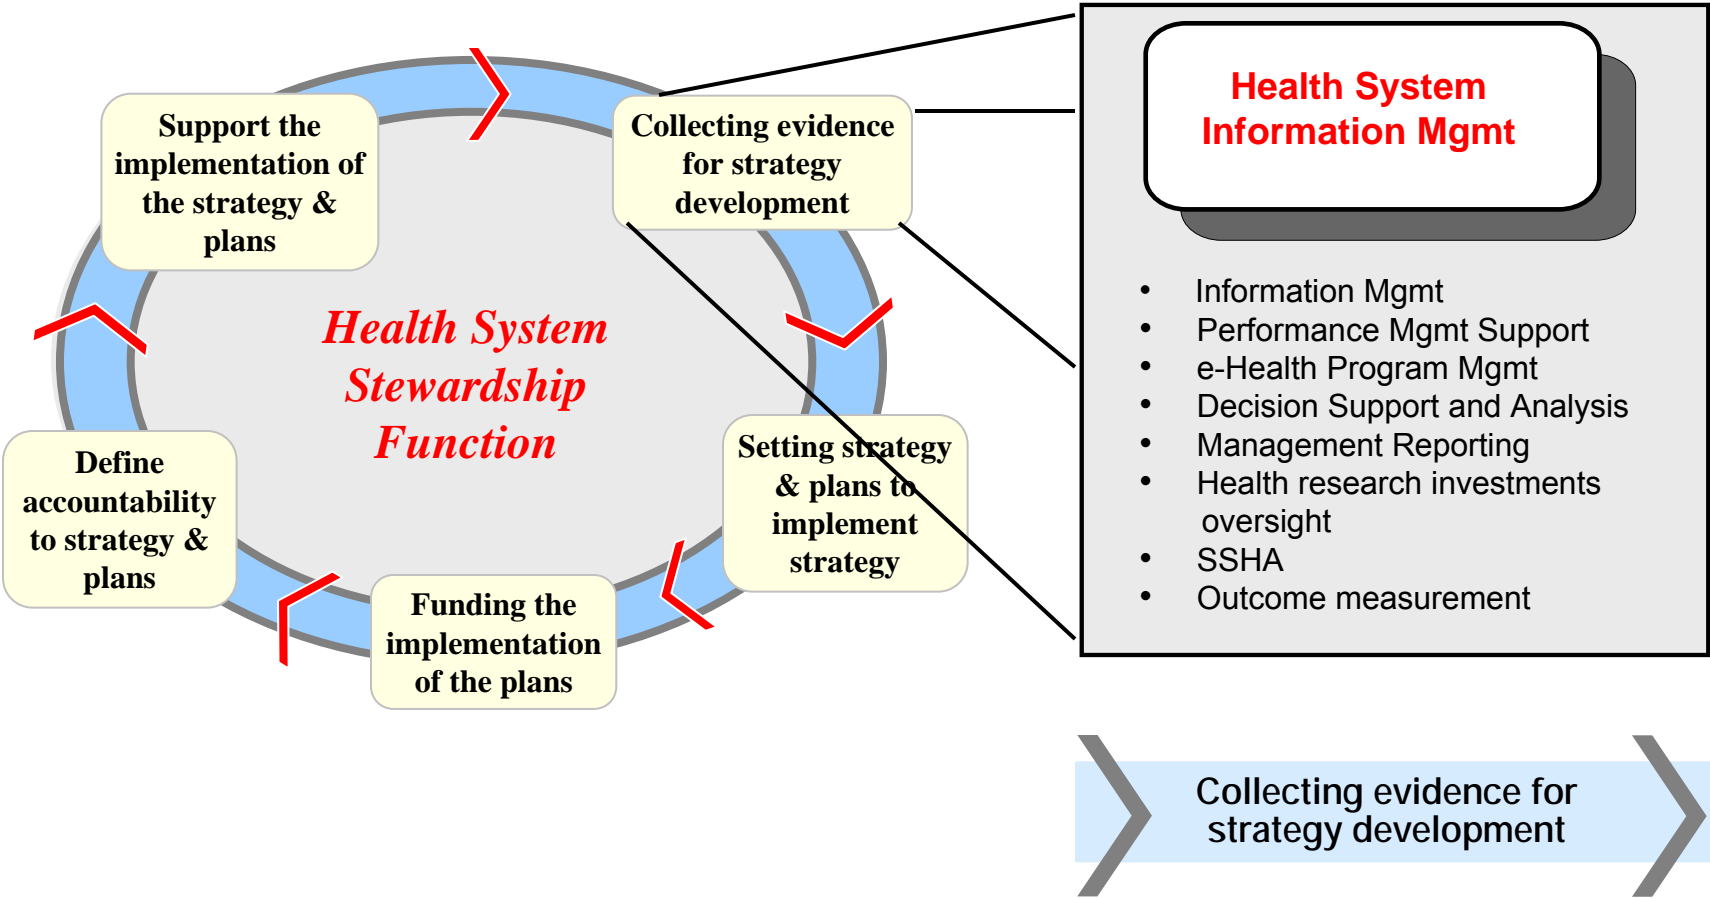 Support the
implementation of
the strategy &
plans
Collecting evidence
for strategy
development
Health System
Stewardship
Function
Define
accountability
to strategy &
plans
Setting strategy
& plans to
implement
strategy
Funding the
implementation
of the plans
Health System
Information Mgmt
• Information Mgmt
• Performance Mgmt Support
• e-Health Program Mgmt
• Decision Support and Analysis
• Management Reporting
• Health research investments
oversight
• SSHA
• Outcome measurement
Collecting evidence for
strategy development